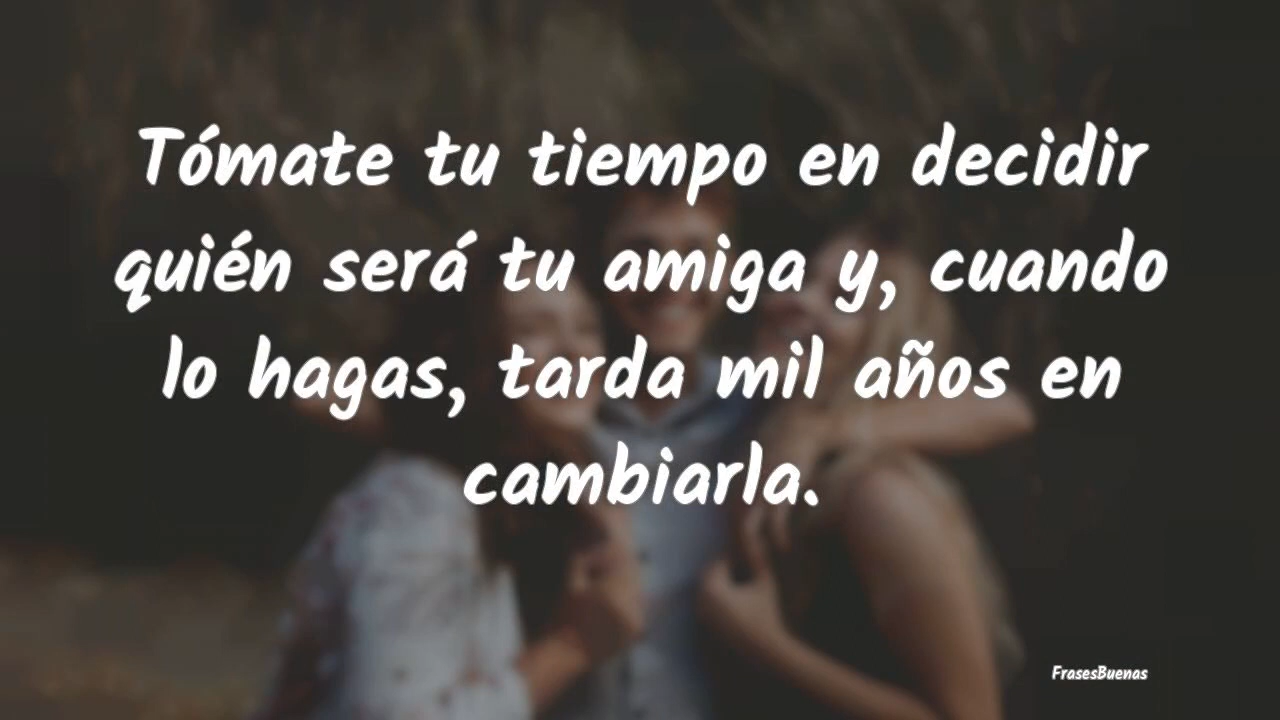 Tómate tu tiempo en decidir
quién será tu amiga y, cuando
lo hagas, tarda mil años en
cambiarla.
FrasesBuenas